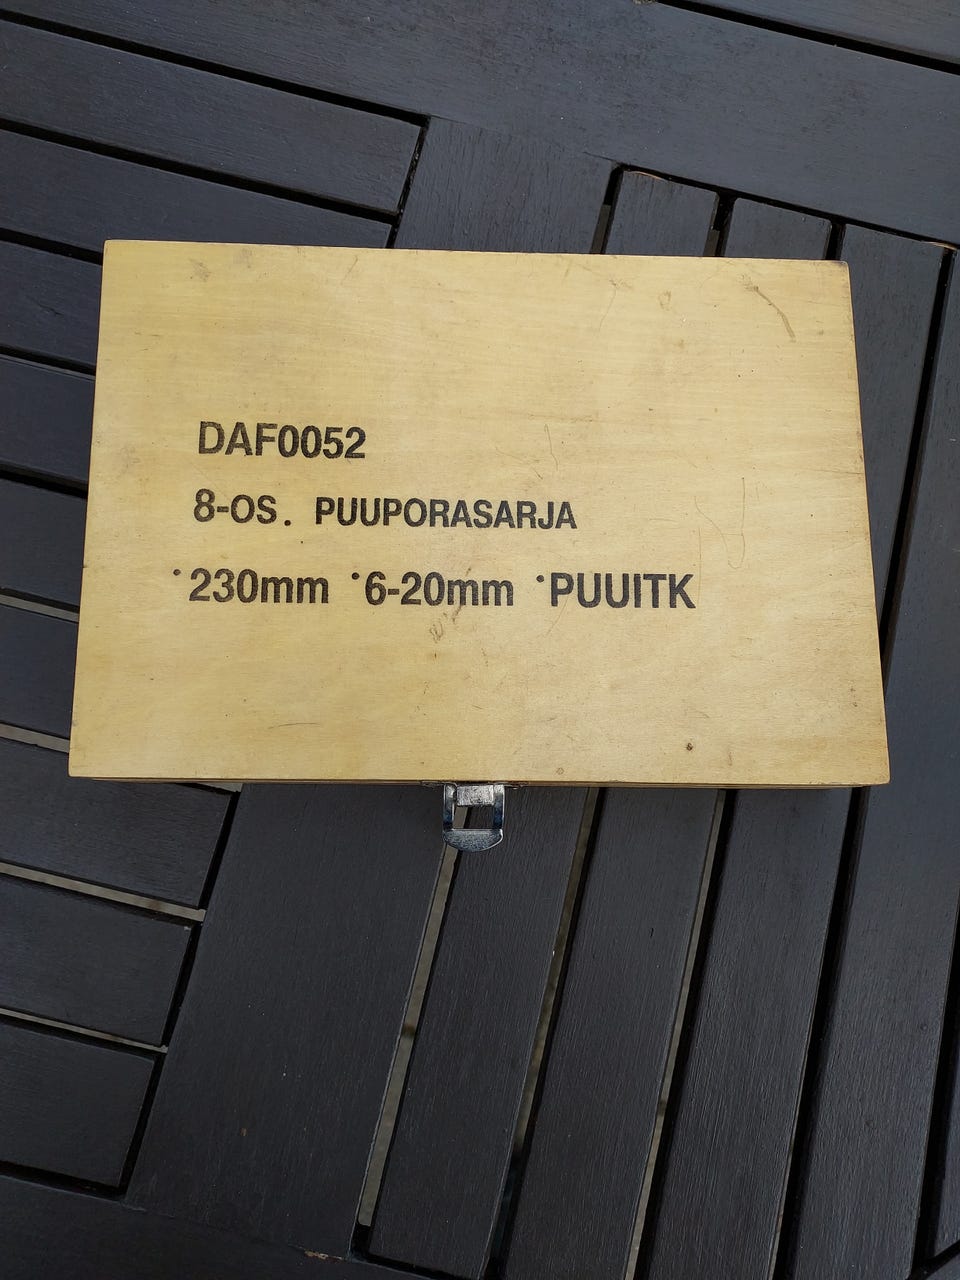 DAF0052
8-OS. PUUPORASARJA
•230mm •6-20mm •PUUITK